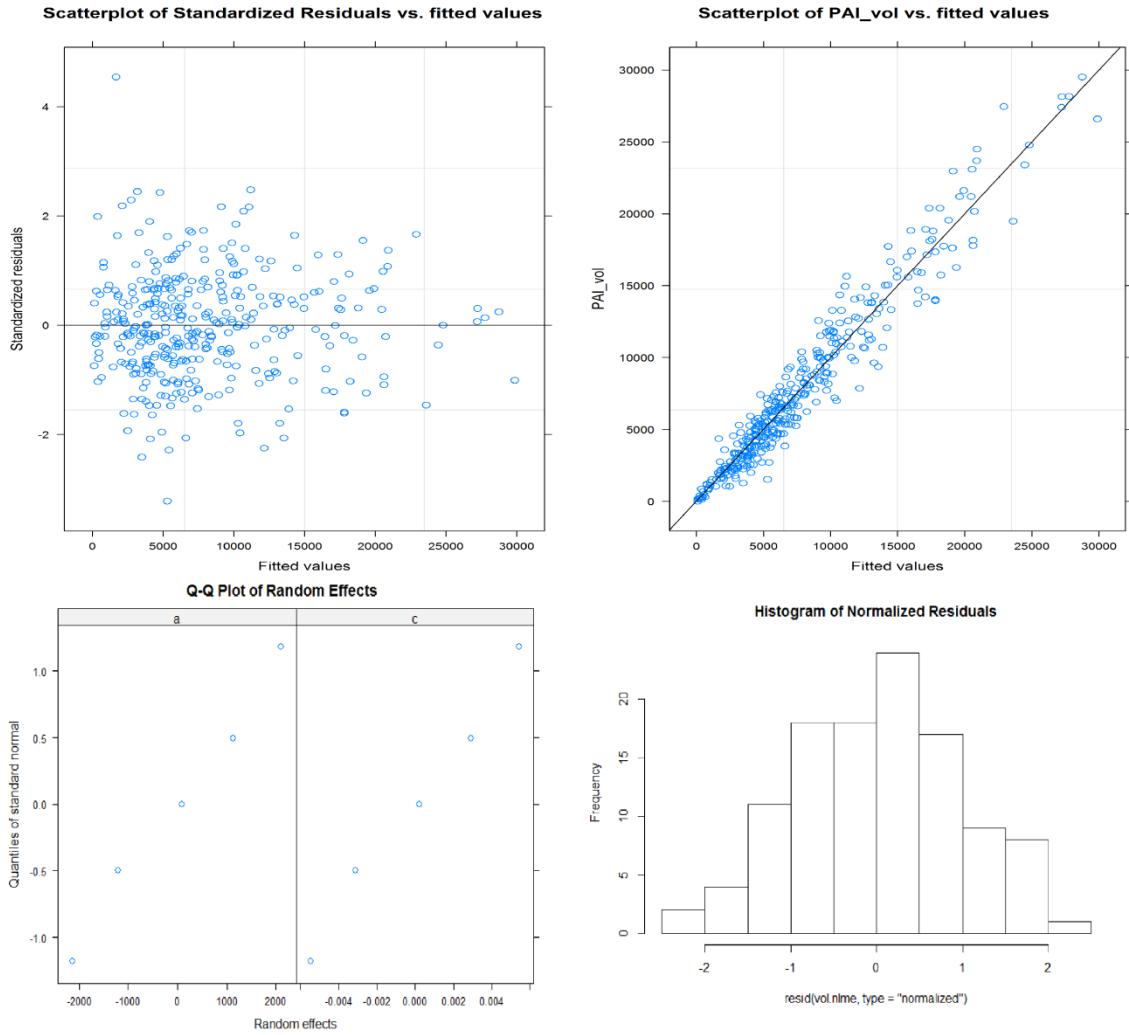 Scatterplot of Standardized Residuals vs. fitted values
Standardized residuals
4
2
0
-2
0 5000 10000 15000 20000 25000 30000
Fitted values
Scatterplot of PAI_vol vs. fitted values
PAI_vol
30000
25000
20000
15000
10000
5000
0
0 5000 10000 15000 20000 25000 30000
Fitted values
Q-Q Plot of Random Effects
a c
Quantiles of standard normal
1.0
0.5
0.0
-0.5
-1.0
-2000 -1000 0 1000 2000 -0.004 -0.002 0.000 0.002 0.004
Random effects
Histogram of Normalized Residuals
Frequency
20
15
10
5
0
-2 -1 0 1 2
resid(vol.nlme, type = "normalized")